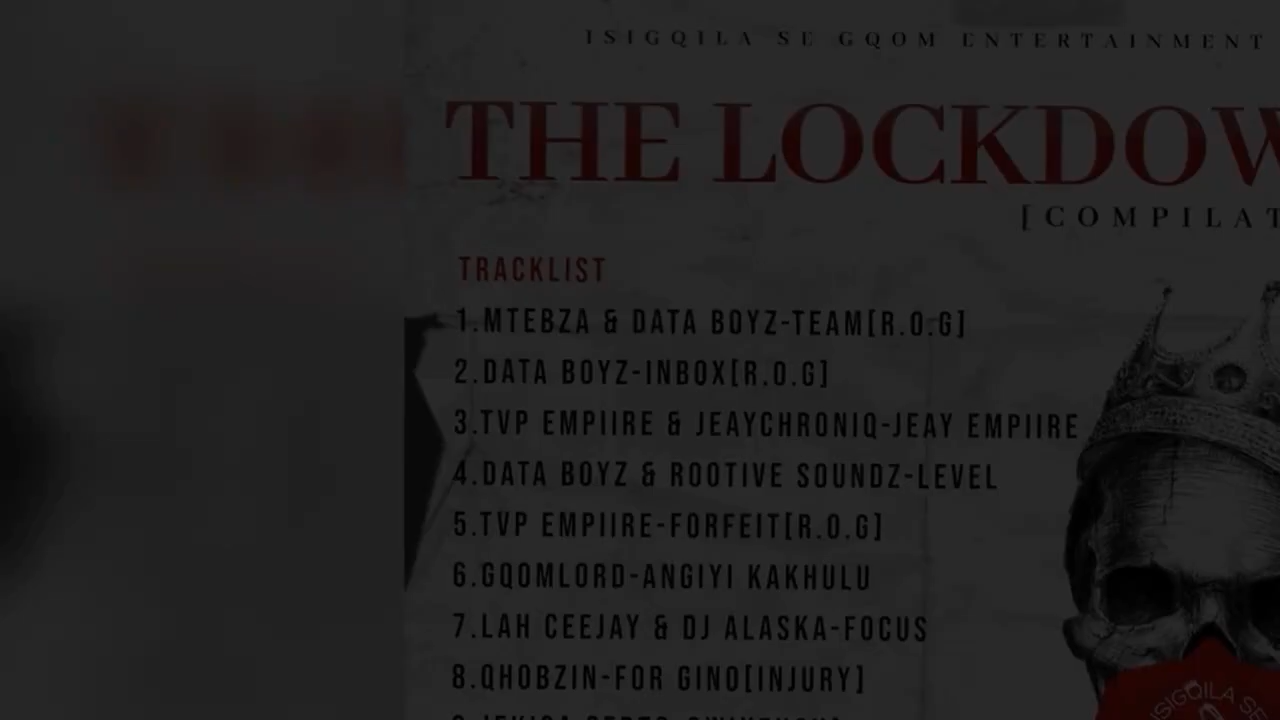 ISIGQILA SE GQOM ENTERTAINMENT
THE LOCKDOW
[COMPILAT
TRACKLIST
1.MTEBZA & DATA BOYZ-TEAM[R.O.G]
2.DATA BOYZ-INBOX[R.O.G]
3.TVP EMPIIRE & JEAYCHRONIQ-JEAY EMPIIRE
4.DATA BOYZ & ROOTIVE SOUNDZ-LEVEL
5.TVP EMPIIRE-FORFEIT[R.O.G]
6.GQOMLORD-ANGIYI KAKHULU
7.LAH CEEJAY & DJ ALASKA-FOCUS
8.QHOBZIN-FOR GINO[INJURY]
ISIGQILA SE